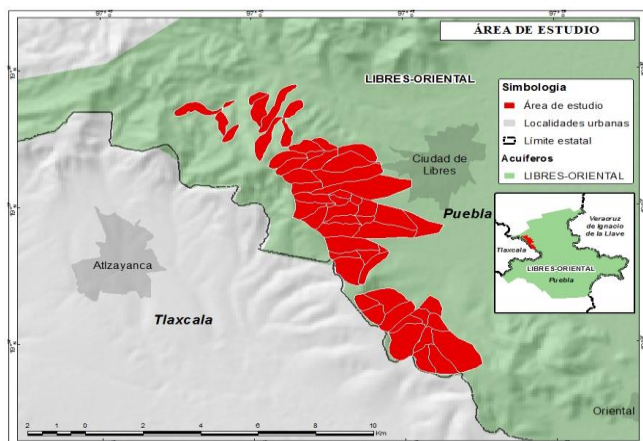 ÁREA DE ESTUDIO
LIBRES-ORIENTAL
Simbología
Área de estudio
Localidades urbanas
Límite estatal
Acuíferos
LIBRES-ORIENTAL
Ciudad de
Libres
Puebla
Veracruz
de Ignacio
de la Llave
Tlaxcala
LIBRES-ORIENTAL
Puebla
Atlzayanca
Tlaxcala
Oriental
2 1 0 2 4 6 8 10
Km